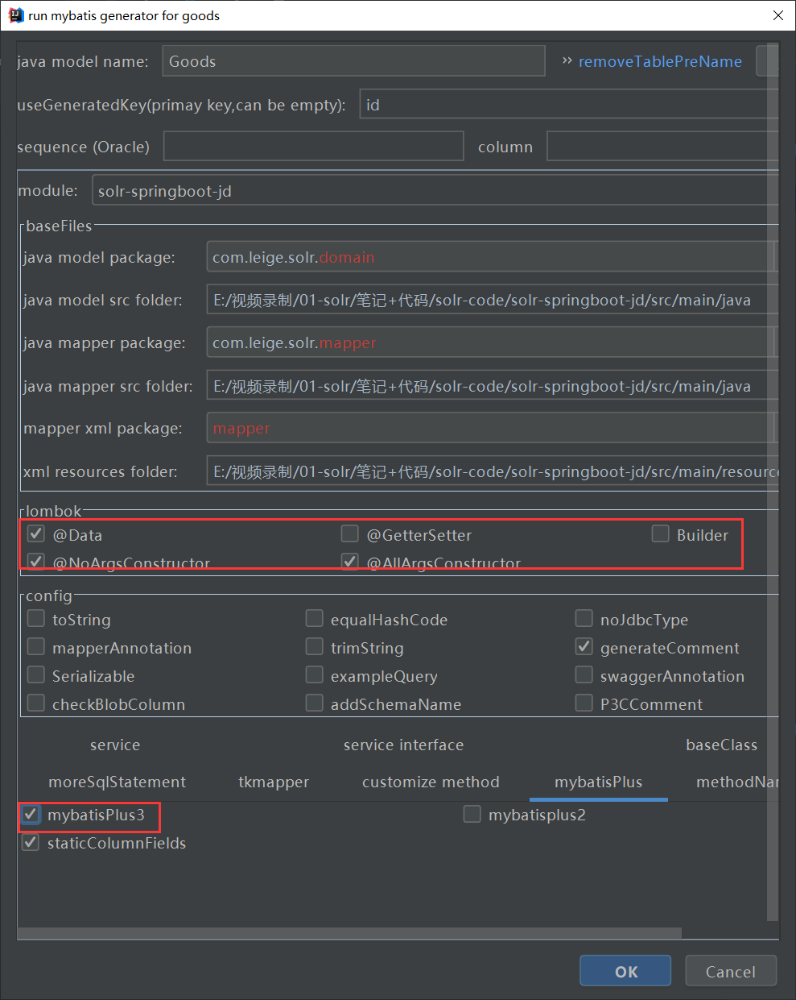 run mybatis generator for goods
java model name: Goods >> removeTablePreName
useGeneratedKey(primay key,can be empty): id
sequence (Oracle) column
module: solr-springboot-jd
baseFiles
java model package: com.leige.solr.domain
java model src folder: E:/视频录制/01-solr/笔记+代码/solr-code/solr-springboot-jd/src/main/java
java mapper package: com.leige.solr.mapper
java mapper src folder: E:/视频录制/01-solr/笔记+代码/solr-code/solr-springboot-jd/src/main/java
mapper xml package: mapper
xml resources folder: E:/视频录制/01-solr/笔记+代码/solr-code/solr-springboot-jd/src/main/resourc
lombok
@Data @GetterSetter Builder
@NoArgsConstructor @AllArgsConstructor
config
toString equalHashCode noJdbcType
mapperAnnotation trimString generateComment
Serializable exampleQuery swaggerAnnotation
checkBlobColumn addSchemaName P3CComment
service service interface baseClass
moreSqlStatement tkmapper customize method mybatisPlus methodNar
mybatisPlus3 mybatisplus2
staticColumnFields
OK Cancel